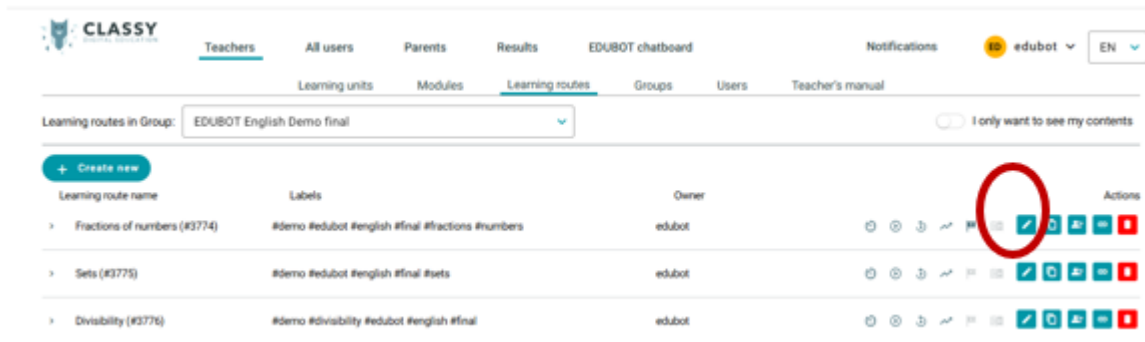 CLASSY
DIGITAL EDUCATION
Teachers All users Parents Results EDUBOT chatboard Notifications ED edubot EN
Learning units Modules Learning routes Groups Users Teacher's manual
Learning routes in Group: EDUBOT English Demo final I only want to see my contents
+ Create new
Learning route name Labels Owner Actions
Fractions of numbers (#3774) #demo #edubot #english #final #fractions #numbers edubot
Sets (#3775) #demo #edubot #english #final #sets edubot
Divisibility (#3776) #demo #divisibility #edubot #english #final edubot